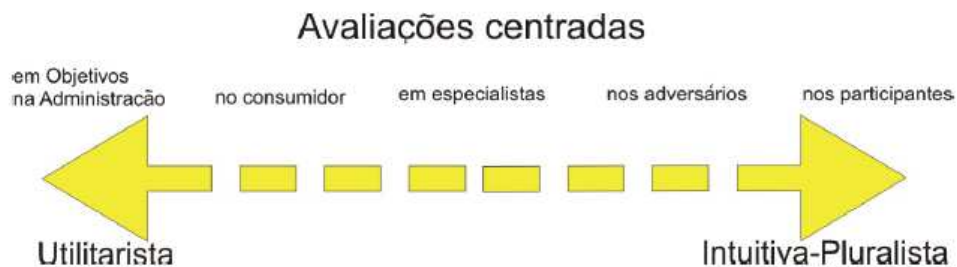 Avaliações centradas
em Objetivos
na Administracão
no consumidor
em especialistas
nos adversários
nos participantes
Utilitarista
Intuitiva-Pluralista